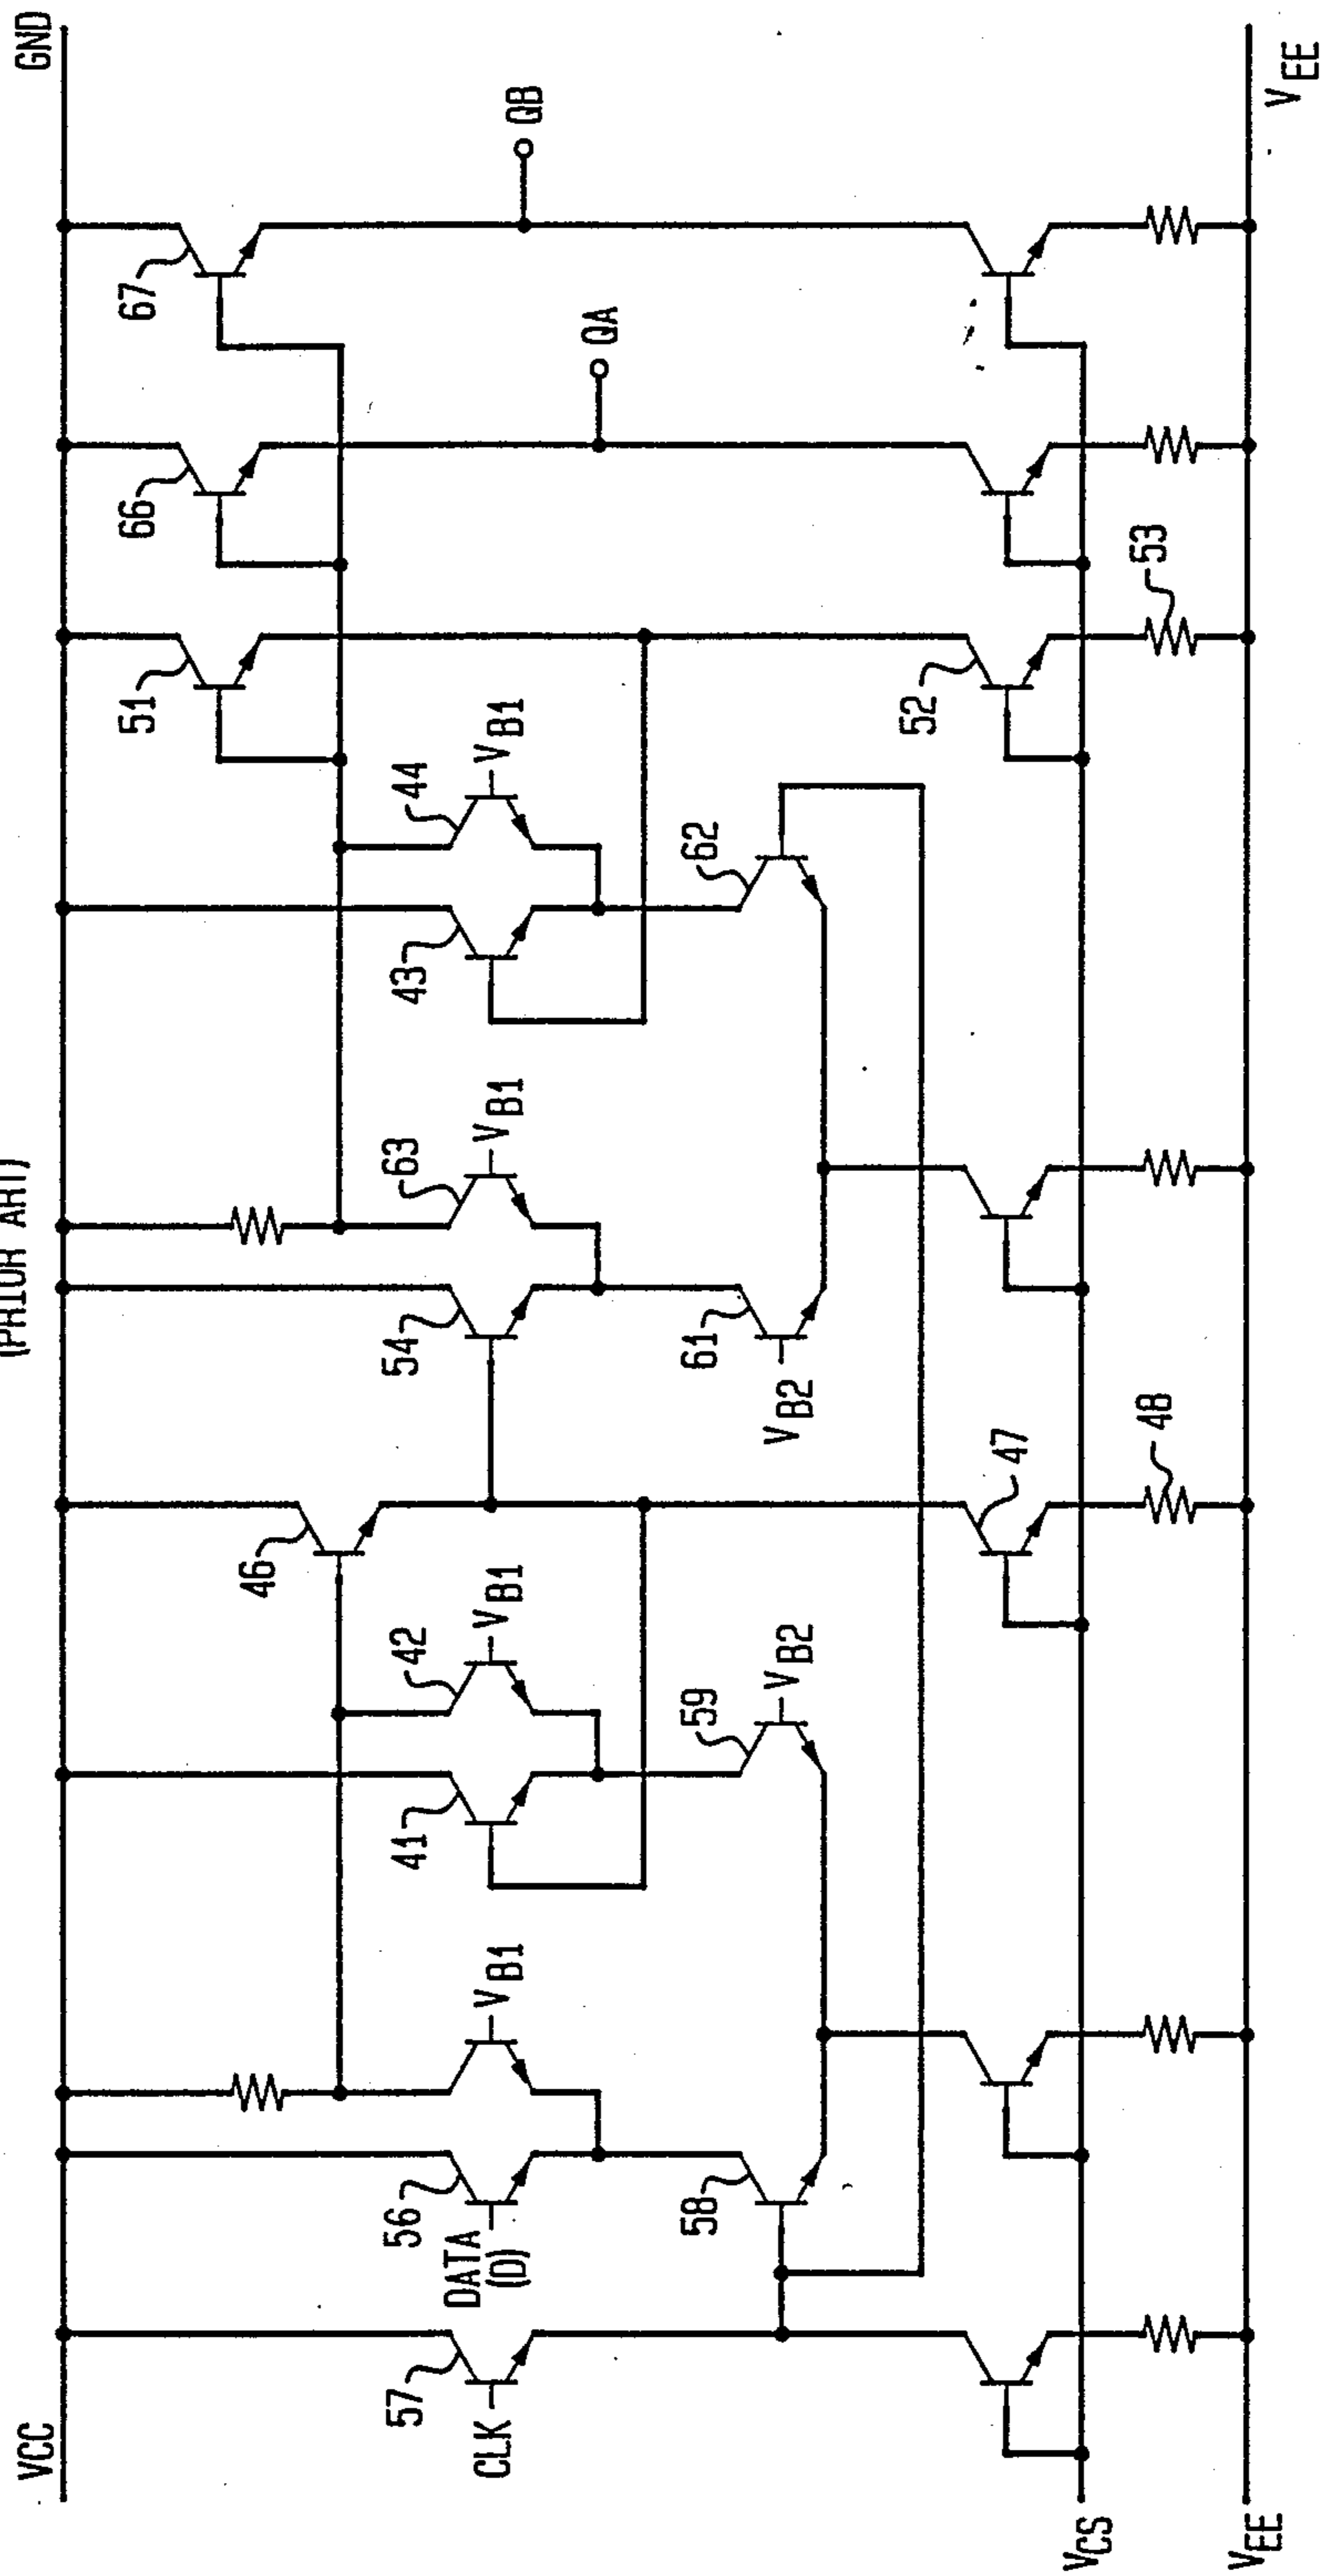 (PRIOR ART)
VCC
GND
67
66
51
46
QB
QA
57
CLK
56
DATA
(D)
VB1
41
42
VB1
54
63
VB1
43
44
VB1
58
59
VB2
61
VB2
62
47
52
48
53
VCS
VEE
VEE